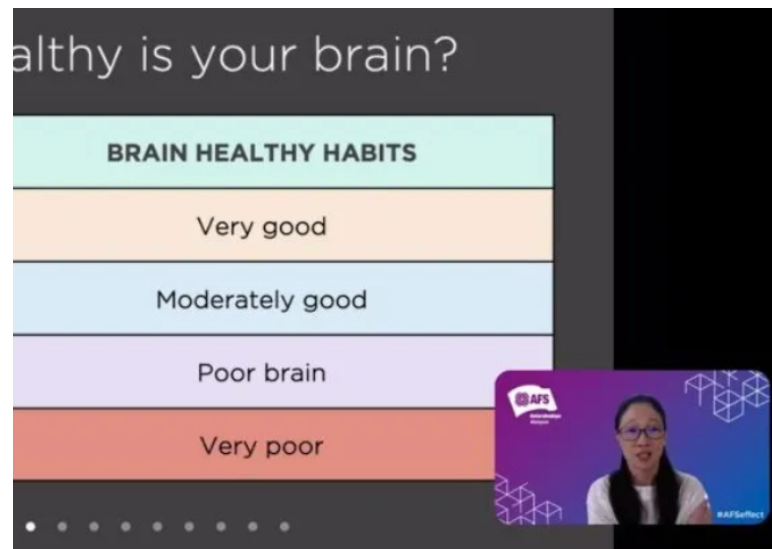 althy is your brain?
BRAIN HEALTHY HABITS
Very good
Moderately good
Poor brain
Very poor
AFS
#AFSeffect